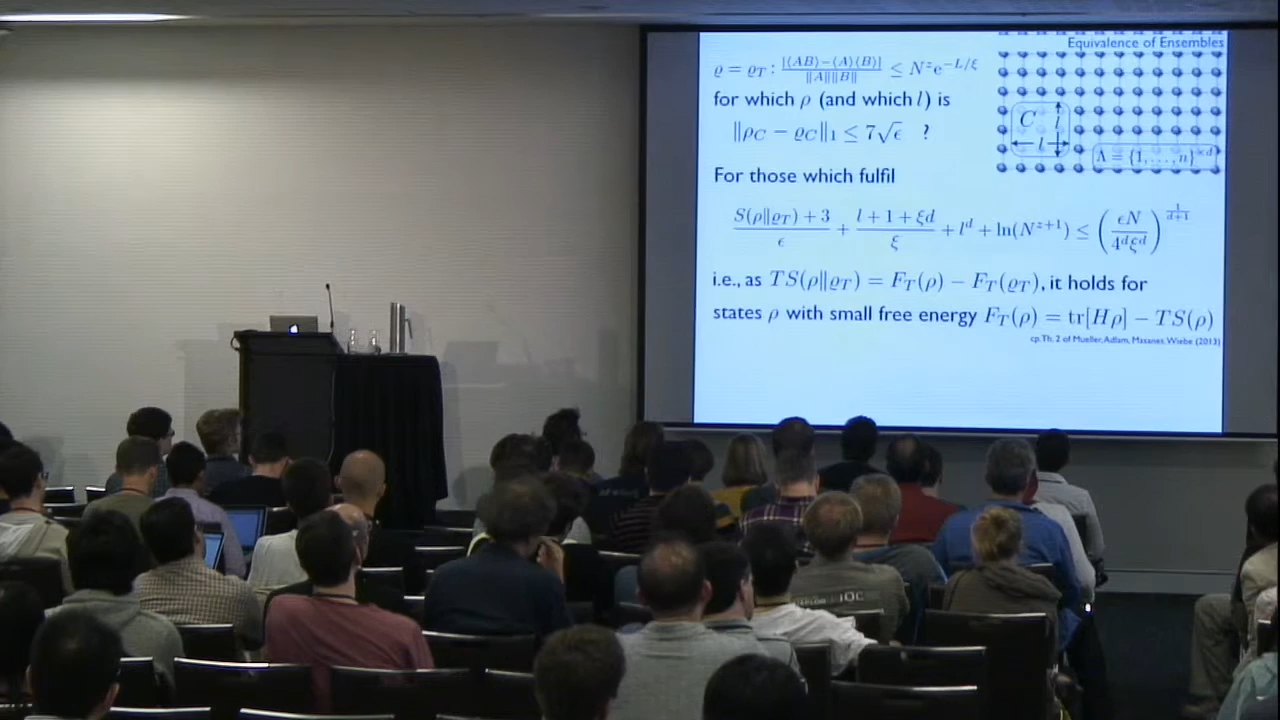 Equivalence of Ensembles
ϱ = ϱ_T : |⟨AB⟩−⟨A⟩⟨B⟩| / ‖A‖‖B‖ ≤ N^z e^{−L/ξ}
for which ρ (and which l) is
‖ρ_C − ϱ_C‖₁ ≤ 7√ϵ ?
C l
l
Λ = {1, . . . , n}^{×d}
For those which fulfil
(S(ρ‖ϱ_T) + 3)/ϵ + (l + 1 + ξd)/ξ + l^d + ln(N^{z+1}) ≤ (ϵN / 4^d ξ^d)^{1/(d+1)}
i.e., as TS(ρ‖ϱ_T) = F_T(ρ) − F_T(ϱ_T), it holds for
states ρ with small free energy F_T(ρ) = tr[Hρ] − TS(ρ)
cp. Th. 2 of Mueller, Adlam, Masanes, Wiebe (2013)
IOC